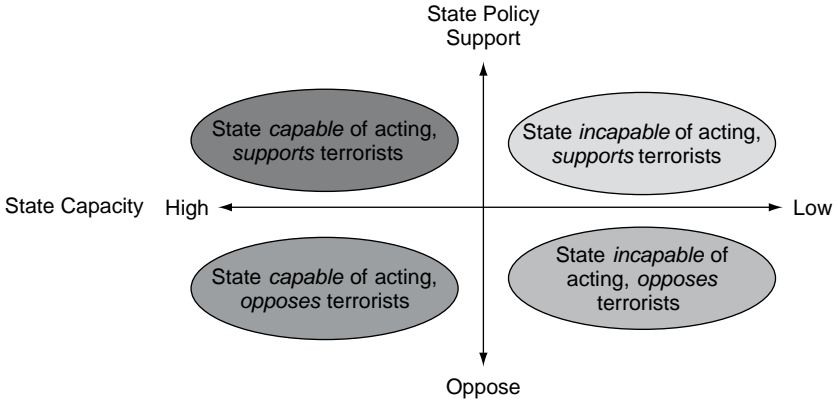 State Policy
Support
State capable of acting,
supports terrorists
State incapable of acting,
supports terrorists
State Capacity High Low
State capable of acting,
opposes terrorists
State incapable of
acting, opposes
terrorists
Oppose